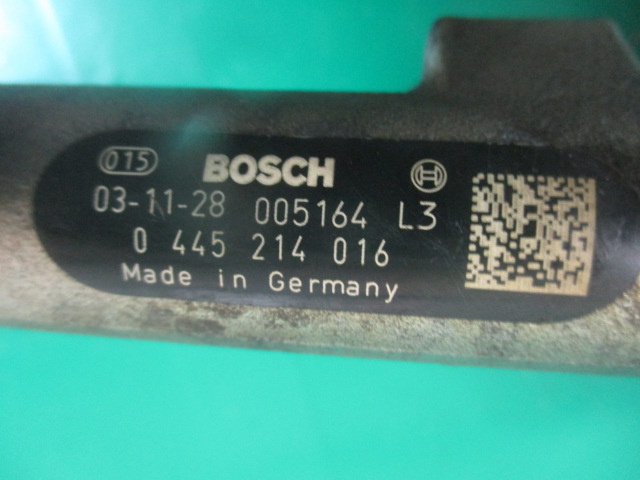 015 BOSCH
03-11-28 005164 L3
0 445 214 016
Made in Germany